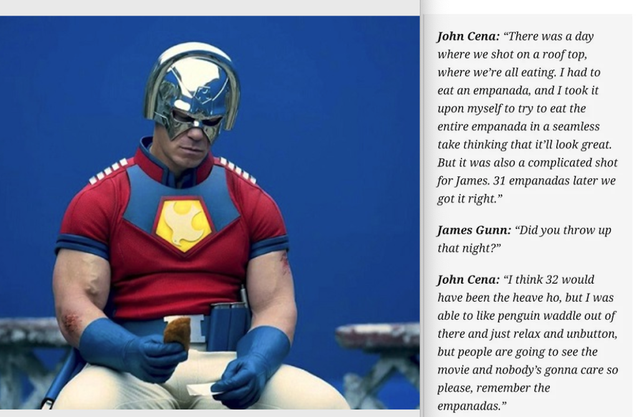 John Cena: “There was a day
where we shot on a roof top,
where we’re all eating. I had to
eat an empanada, and I took it
upon myself to try to eat the
entire empanada in a seamless
take thinking that it’ll look great.
But it was also a complicated shot
for James. 31 empanadas later we
got it right.”
James Gunn: “Did you throw up
that night?”
John Cena: “I think 32 would
have been the heave ho, but I was
able to like penguin waddle out of
there and just relax and unbutton,
but people are going to see the
movie and nobody’s gonna care so
please, remember the
empanadas.”